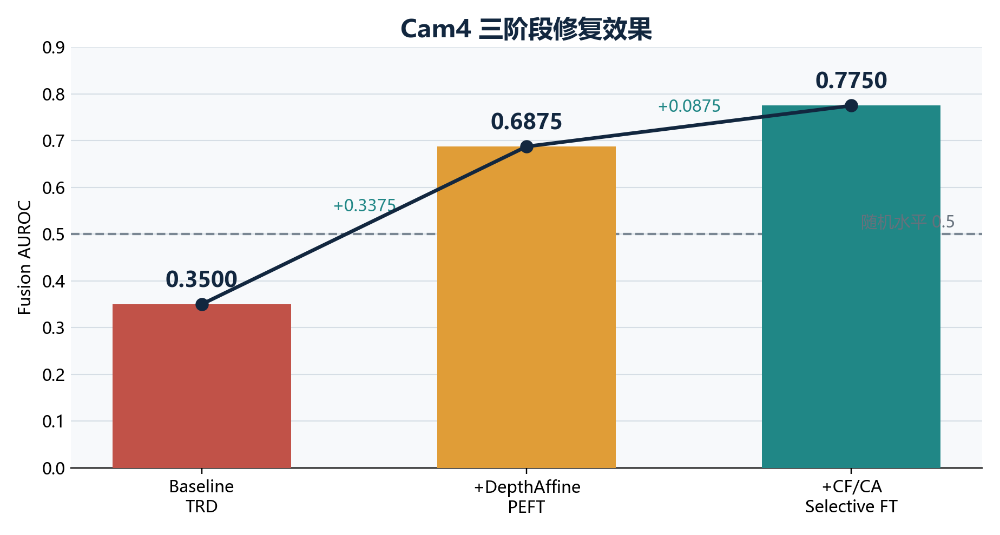 Cam4 三阶段修复效果
Fusion AUROC
0.9
0.8
0.7
0.6
0.5
0.4
0.3
0.2
0.1
0.0
0.3500
+0.3375
0.6875
+0.0875
0.7750
随机水平 0.5
Baseline
TRD
+DepthAffine
PEFT
+CF/CA
Selective FT